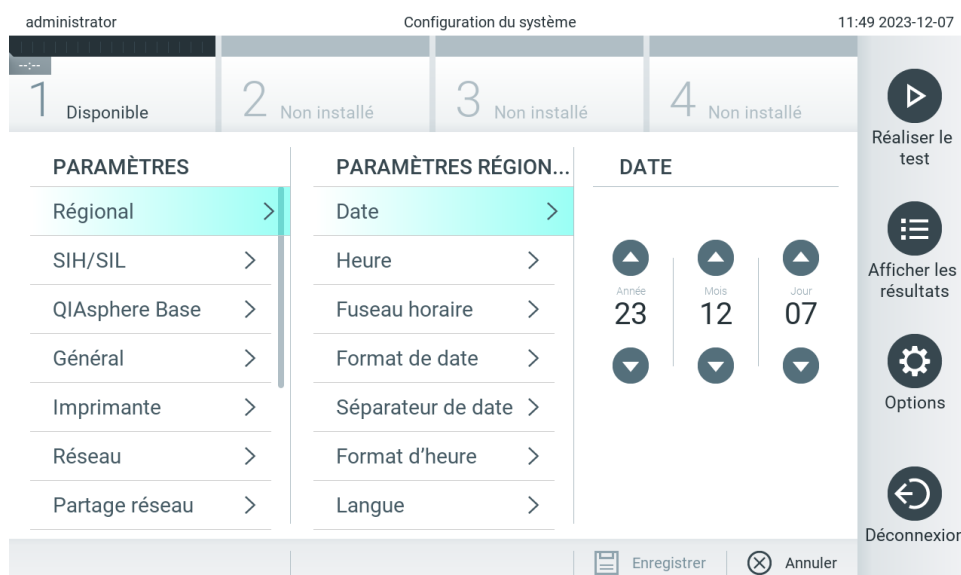 administrator Configuration du système 11:49 2023-12-07
--:--
1 Disponible 2 Non installé 3 Non installé 4 Non installé
Réaliser le
test
PARAMÈTRES
Régional
SIH/SIL
QIAsphere Base
Général
Imprimante
Réseau
Partage réseau
PARAMÈTRES RÉGION...
Date
Heure
Fuseau horaire
Format de date
Séparateur de date
Format d'heure
Langue
DATE
Année Mois Jour
23 12 07
Afficher les
résultats
Options
Déconnexion
Enregistrer Annuler